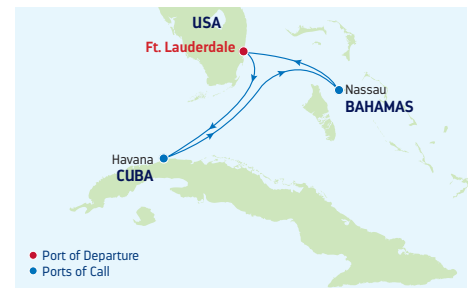 USA
Ft. Lauderdale
Nassau
BAHAMAS
Havana
CUBA
Port of Departure
Ports of Call